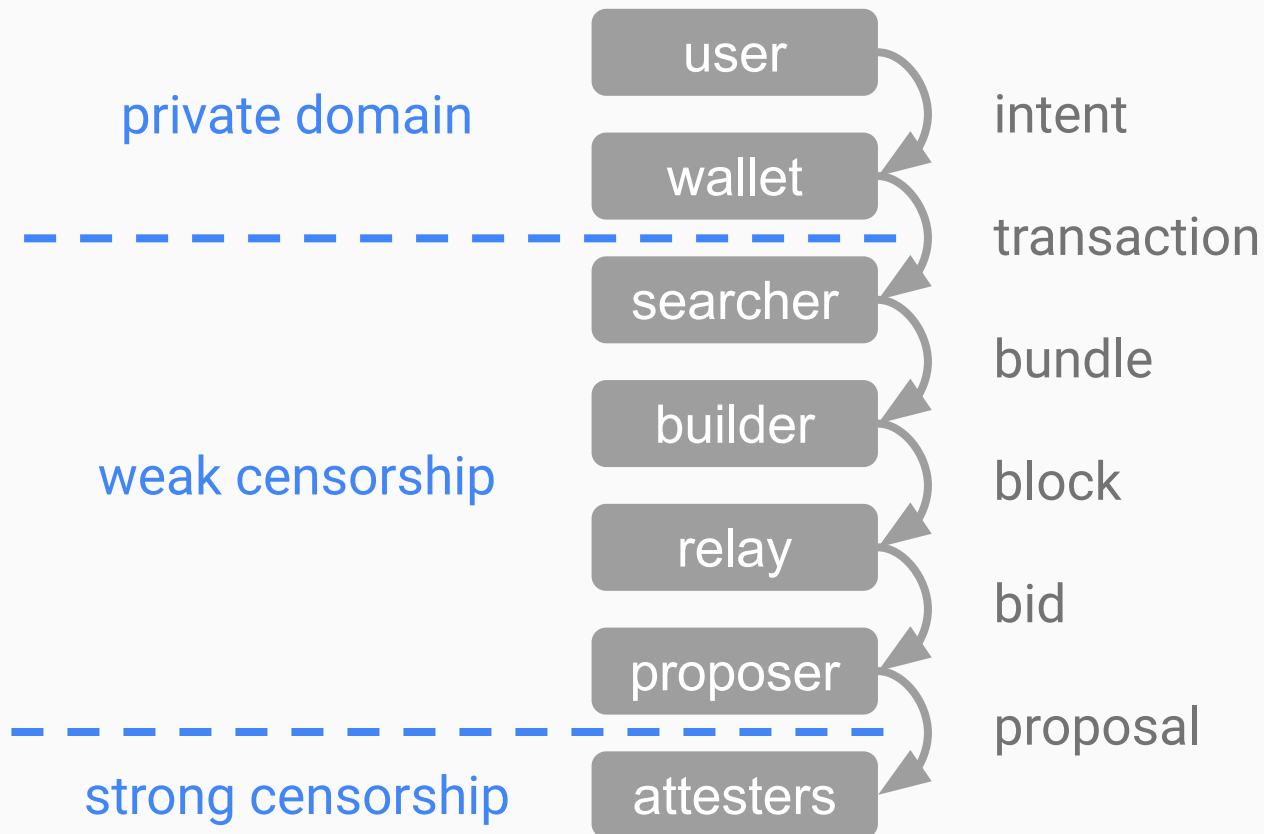 user
private domain
intent
wallet
transaction
searcher
bundle
builder
weak censorship
block
relay
bid
proposer
proposal
strong censorship
attesters